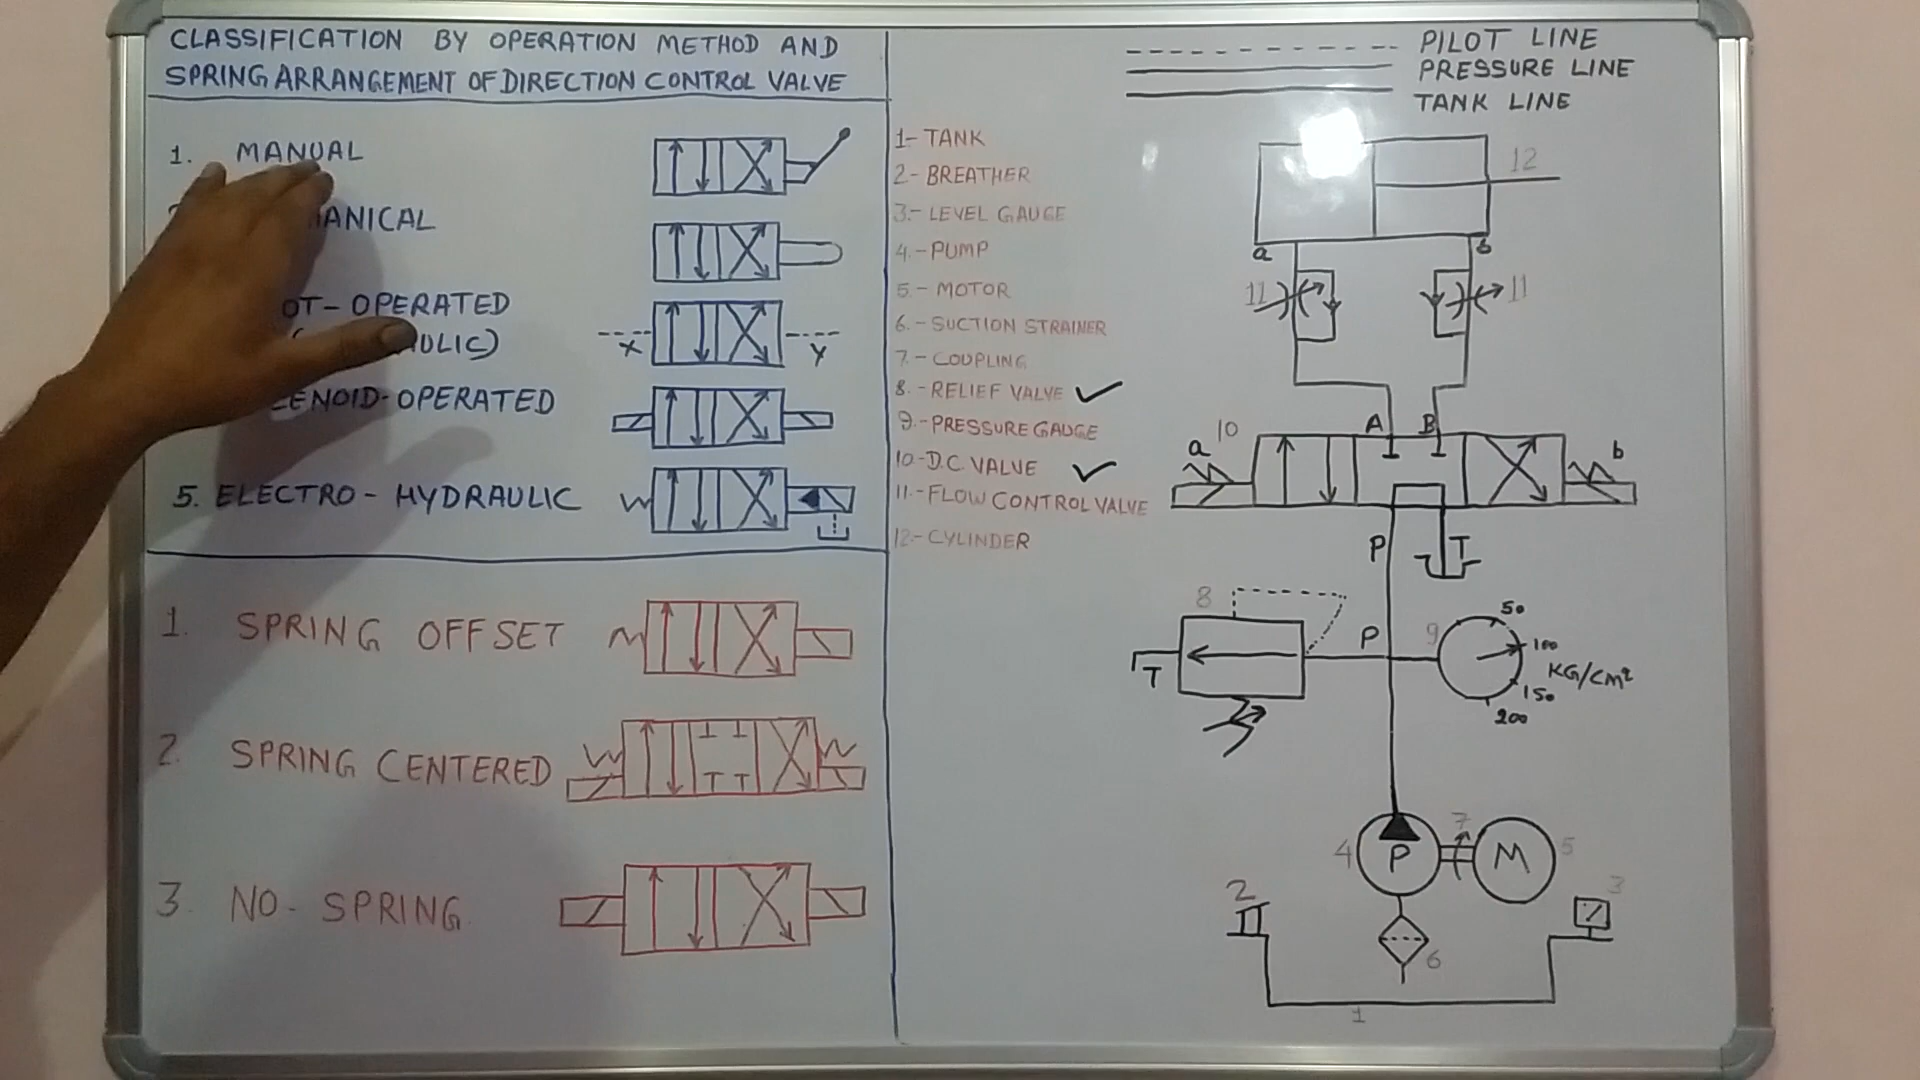 CLASSIFICATION BY OPERATION METHOD AND
SPRING ARRANGEMENT OF DIRECTION CONTROL VALVE
1. MANUAL
ANICAL
OT-OPERATED
ULIC)
ENOID-OPERATED
5. ELECTRO-HYDRAULIC
X
Y
1. SPRING OFFSET
2. SPRING CENTERED
3. NO-SPRING
1-TANK
2-BREATHER
3.-LEVEL GAUGE
4.-PUMP
5.-MOTOR
6.-SUCTION STRAINER
7.-COUPLING
8.-RELIEF VALVE ✓
9.-PRESSURE GAUGE
10-D.C. VALVE ✓
11.-FLOW CONTROL VALVE
12-CYLINDER
PILOT LINE
PRESSURE LINE
TANK LINE
12
a
b
11
11
A
B
10
a
b
P
T
8
T
P
9
50
100
150
200
KG/CM²
4
P
7
M
5
2
3
6
1